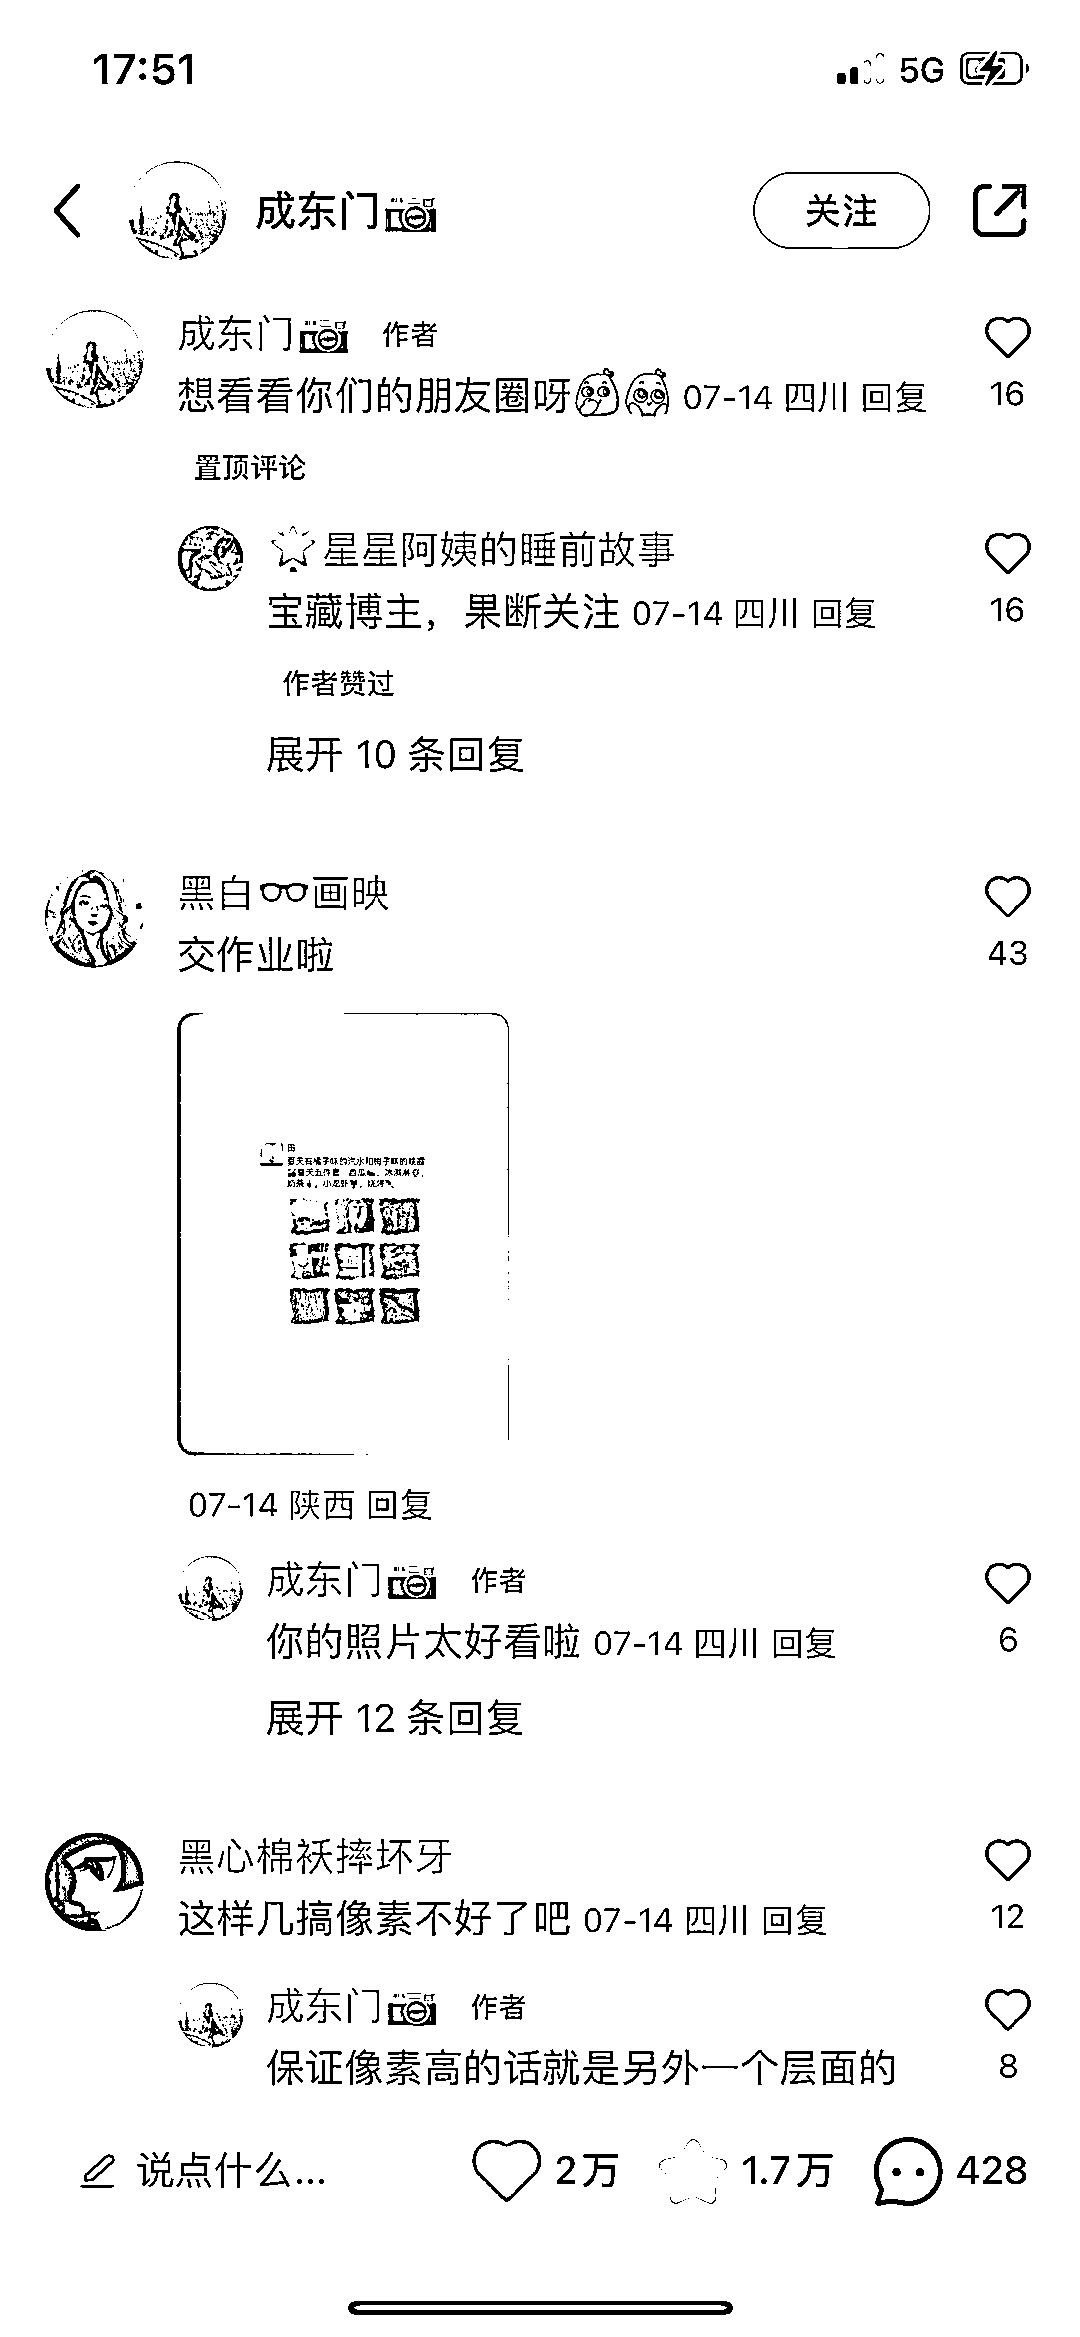 17:51
5G
成东门📷
关注
成东门📷 作者
想看看你们的朋友圈呀 07-14 四川 回复
16
置顶评论
🌟星星阿姨的睡前故事
宝藏博主，果断关注 07-14 四川 回复
16
作者赞过
展开 10 条回复
黑白👓画映
交作业啦
43
07-14 陕西 回复
成东门📷 作者
你的照片太好看啦 07-14 四川 回复
6
展开 12 条回复
黑心棉袄摔坏牙
这样几搞像素不好了吧 07-14 四川 回复
12
成东门📷 作者
保证像素高的话就是另外一个层面的
8
说点什么...
2万
1.7万
428